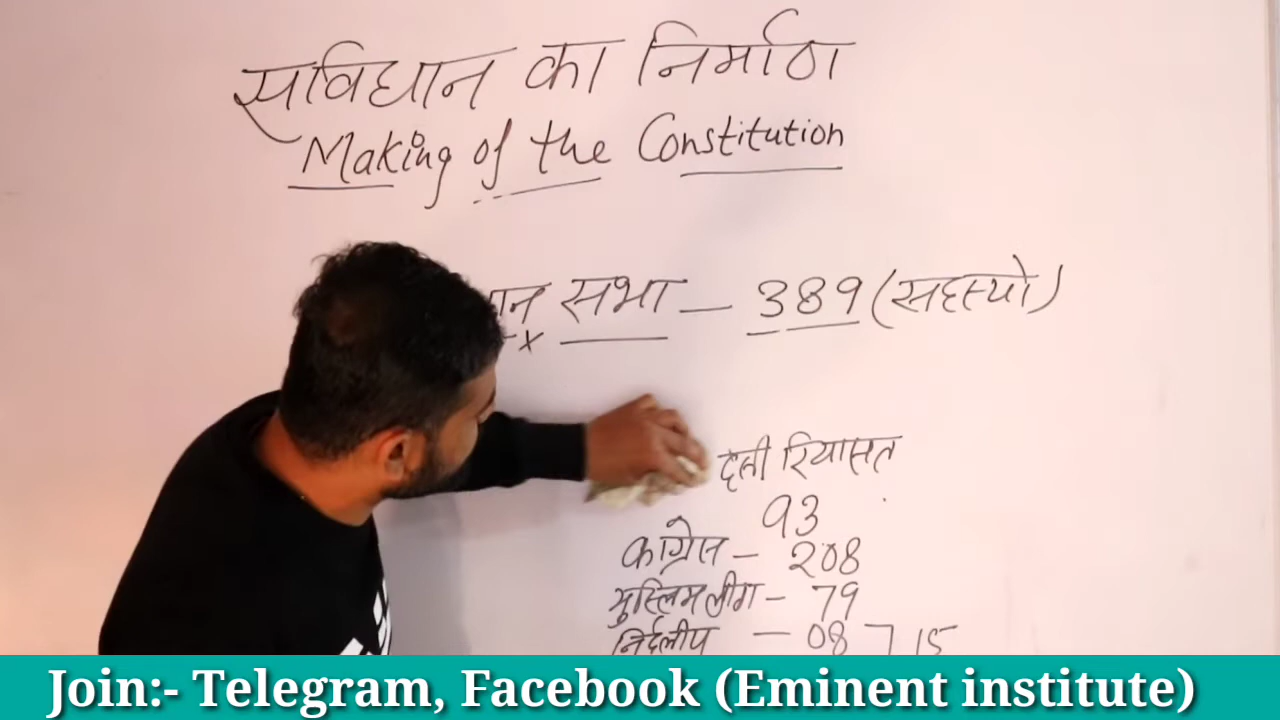 सविधान का निर्माण
Making of the Constitution
ान सभा – 389 (सदस्यो)
x
देसी रियासत
93
कांग्रेस – 208
मुस्लिम लीग – 79
निर्दलीप – 08 15
Join:- Telegram, Facebook (Eminent institute)